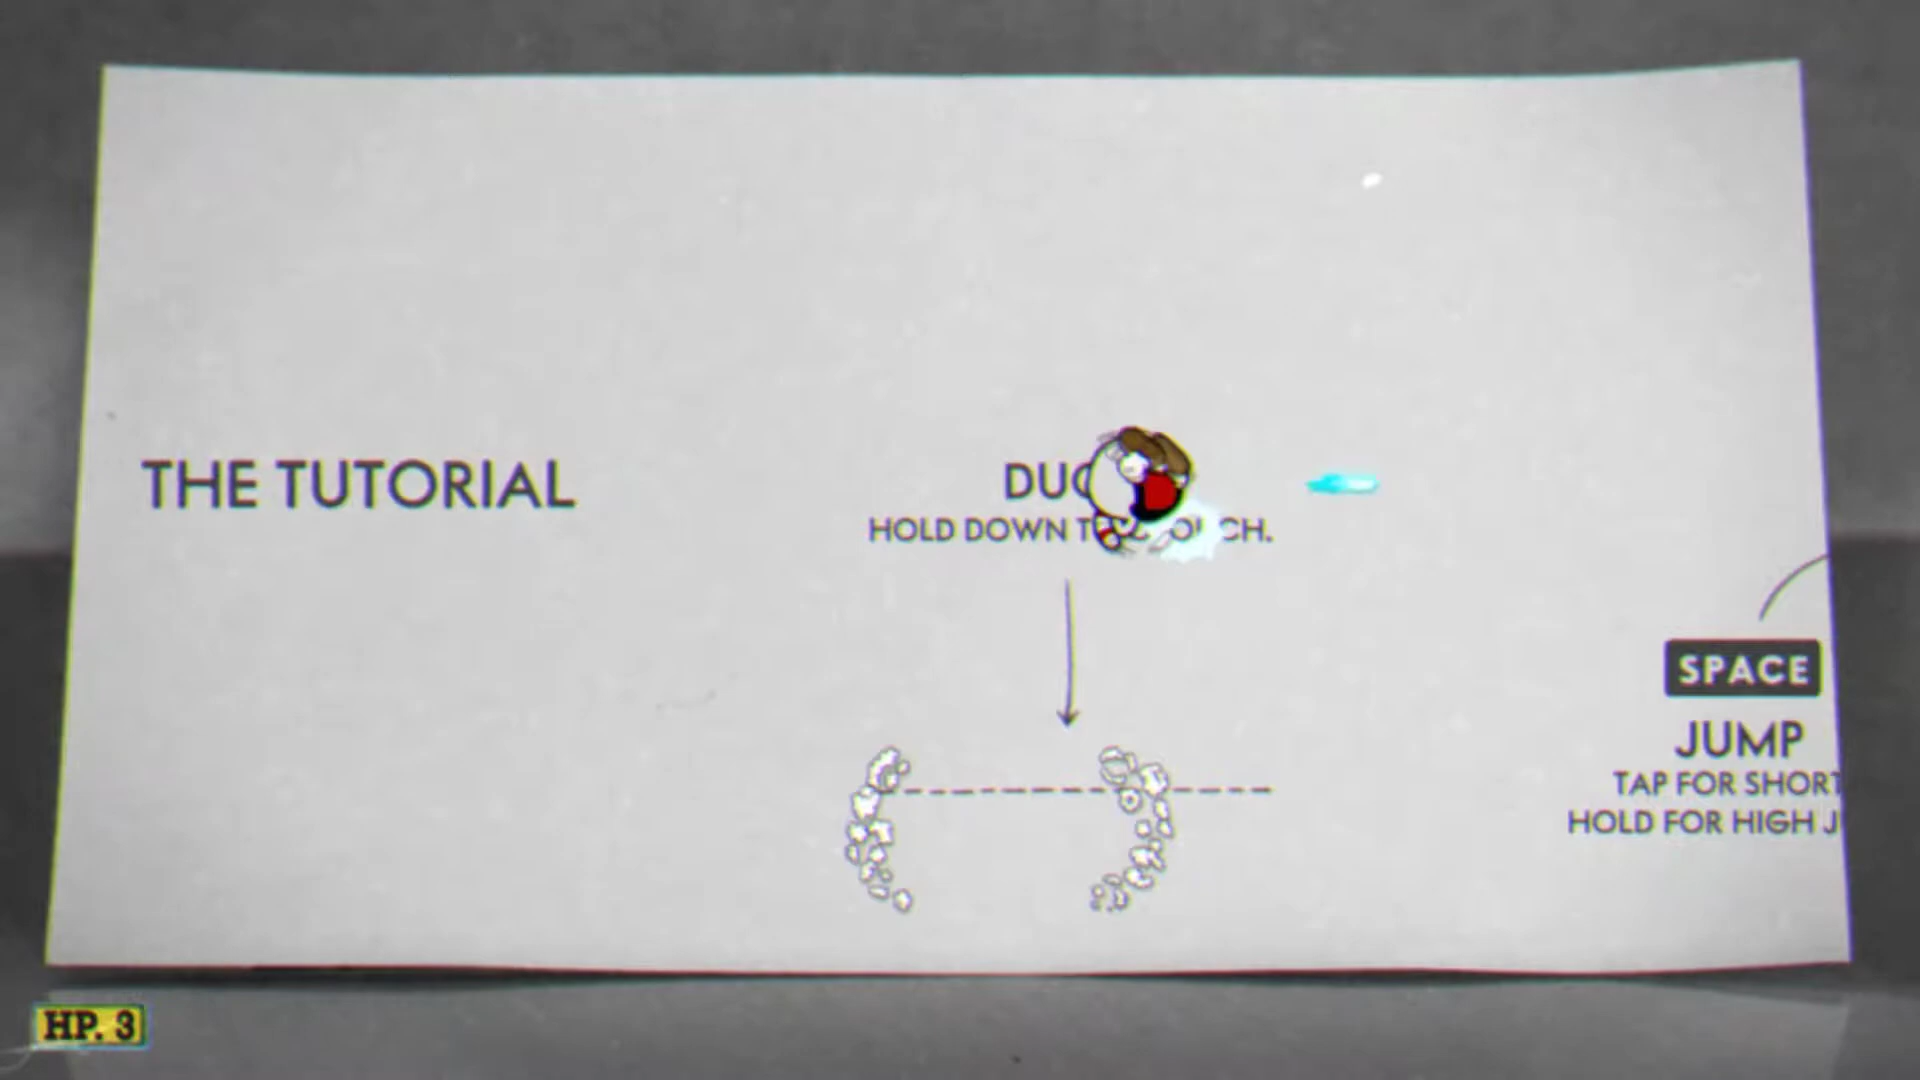 THE TUTORIAL
DUC
HOLD DOWN T
CH.
SPACE
JUMP
TAP FOR SHORT
HOLD FOR HIGH J
HP. 3